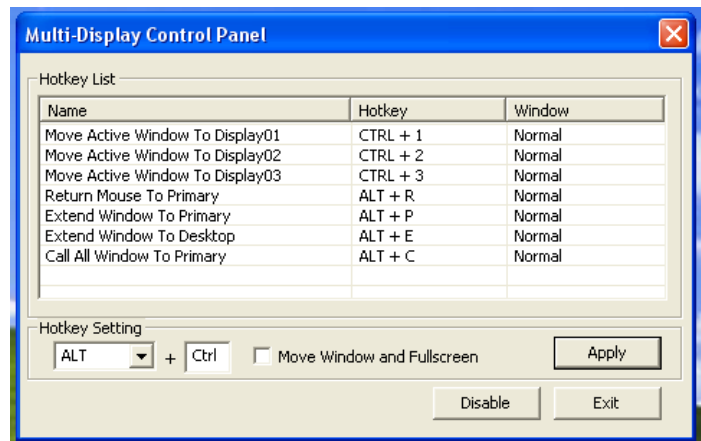 Multi-Display Control Panel
Hotkey List
Name Hotkey Window
Move Active Window To Display01 CTRL + 1 Normal
Move Active Window To Display02 CTRL + 2 Normal
Move Active Window To Display03 CTRL + 3 Normal
Return Mouse To Primary ALT + R Normal
Extend Window To Primary ALT + P Normal
Extend Window To Desktop ALT + E Normal
Call All Window To Primary ALT + C Normal
Hotkey Setting
ALT + Ctrl Move Window and Fullscreen Apply
Disable Exit